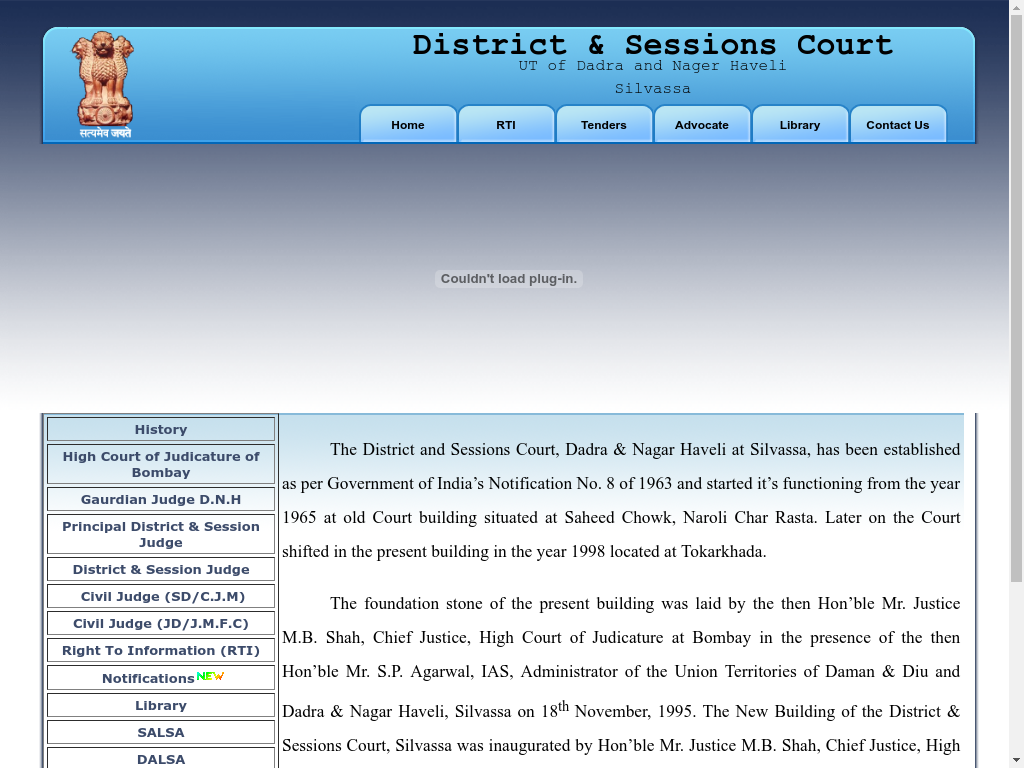 District & Sessions Court
UT of Dadra and Nager Haveli
Silvassa
सत्यमेव जयते
Home
RTI
Tenders
Advocate
Library
Contact Us
Couldn't load plug-in.
History
High Court of Judicature of
Bombay
Gaurdian Judge D.N.H
Principal District & Session
Judge
District & Session Judge
Civil Judge (SD/C.J.M)
Civil Judge (JD/J.M.F.C)
Right To Information (RTI)
Notifications NEW
Library
SALSA
DALSA
The District and Sessions Court, Dadra & Nagar Haveli at Silvassa, has been established
as per Government of India’s Notification No. 8 of 1963 and started it’s functioning from the year
1965 at old Court building situated at Saheed Chowk, Naroli Char Rasta. Later on the Court
shifted in the present building in the year 1998 located at Tokarkhada.
The foundation stone of the present building was laid by the then Hon’ble Mr. Justice
M.B. Shah, Chief Justice, High Court of Judicature at Bombay in the presence of the then
Hon’ble Mr. S.P. Agarwal, IAS, Administrator of the Union Territories of Daman & Diu and
Dadra & Nagar Haveli, Silvassa on 18th November, 1995. The New Building of the District &
Sessions Court, Silvassa was inaugurated by Hon’ble Mr. Justice M.B. Shah, Chief Justice, High